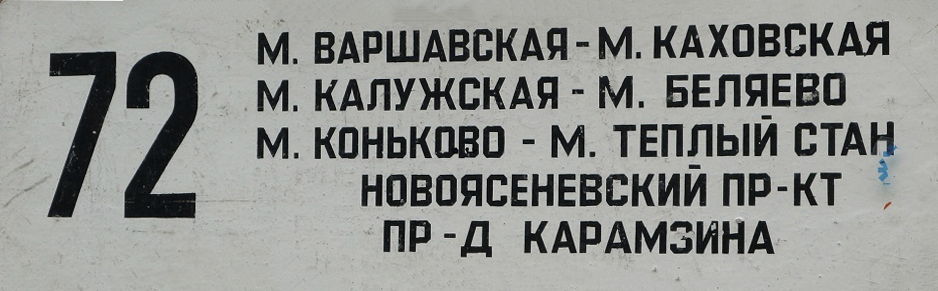 72
М. ВАРШАВСКАЯ - М. КАХОВСКАЯ
М. КАЛУЖСКАЯ - М. БЕЛЯЕВО
М. КОНЬКОВО - М. ТЕПЛЫЙ СТАН
НОВОЯСЕНЕВСКИЙ ПР-КТ
ПР-Д КАРАМЗИНА